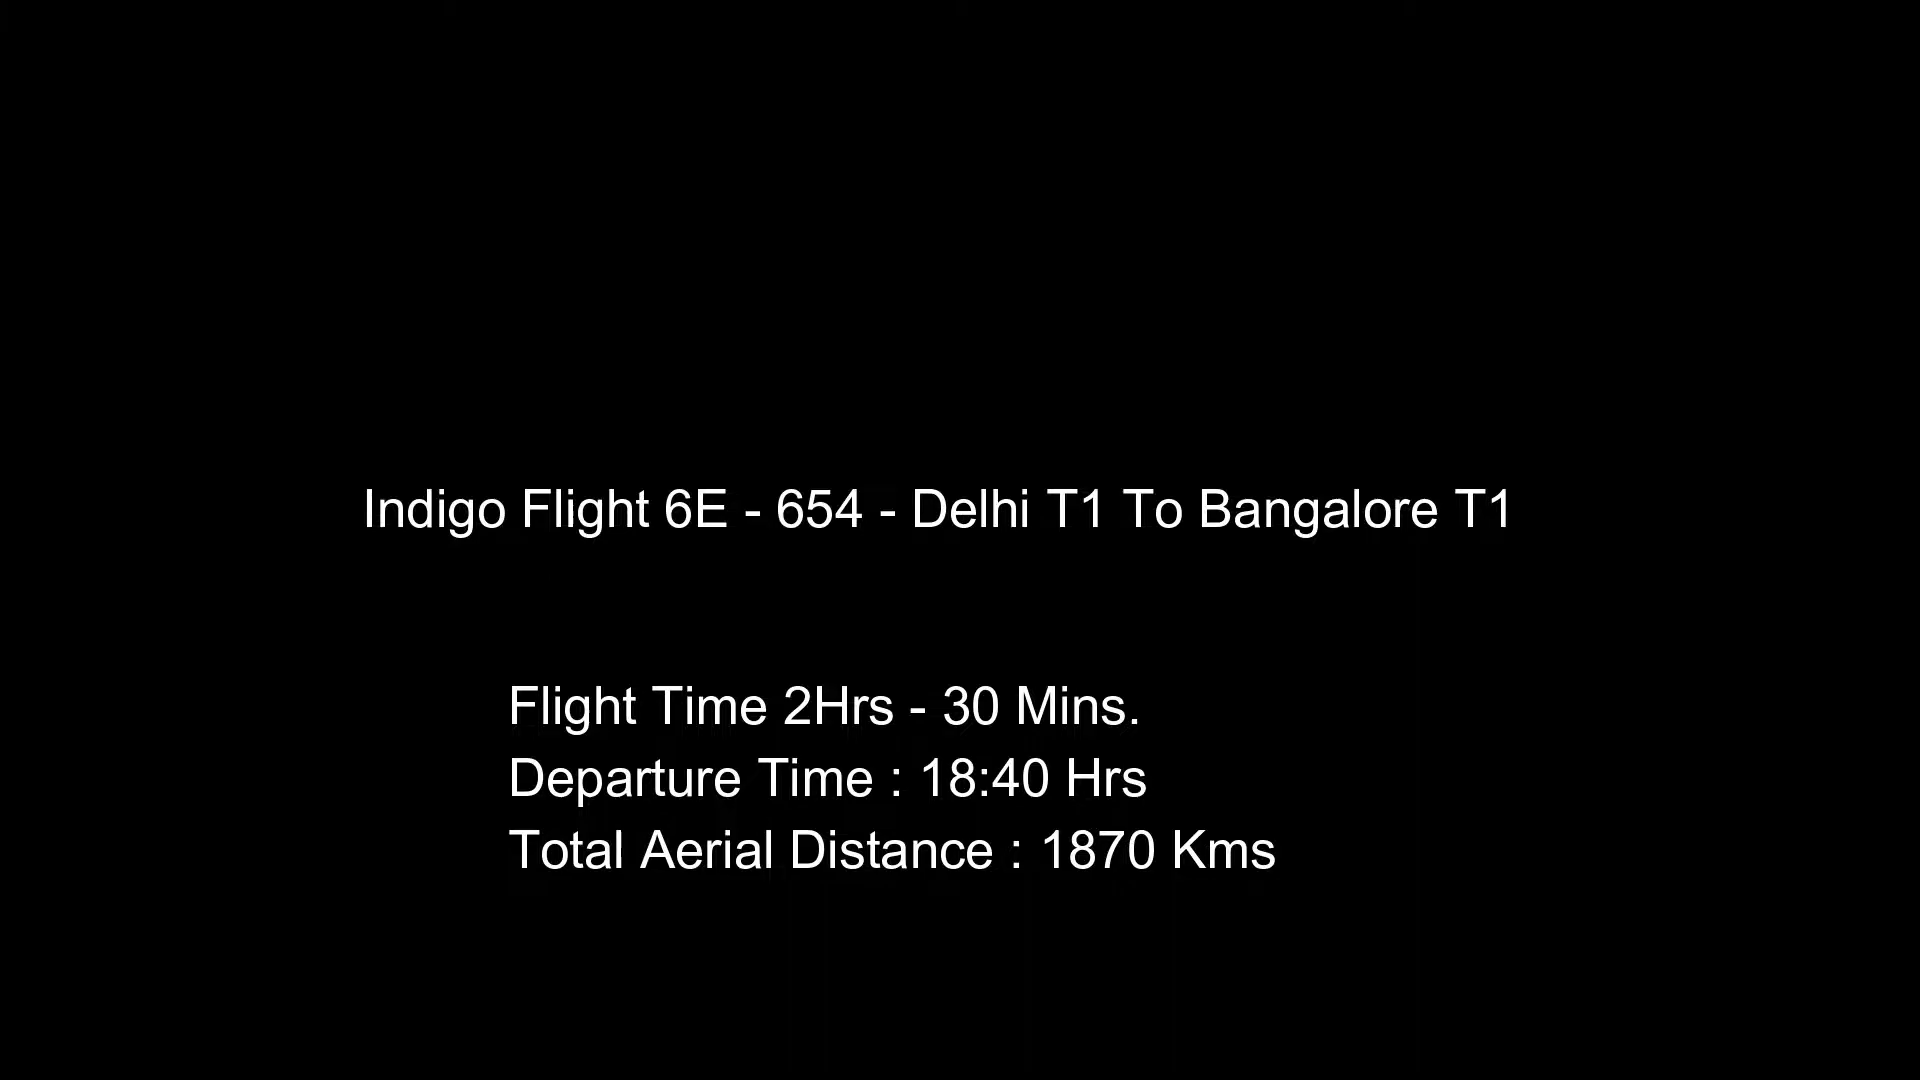 Indigo Flight 6E - 654 - Delhi T1 To Bangalore T1
Flight Time 2Hrs - 30 Mins.
Departure Time : 18:40 Hrs
Total Aerial Distance : 1870 Kms